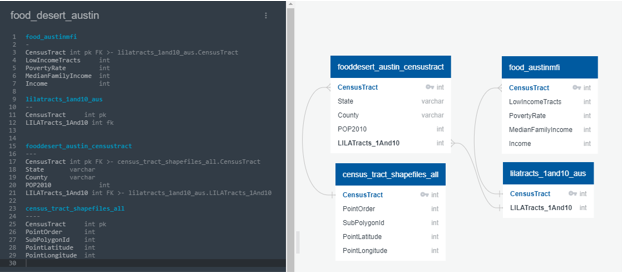 food_desert_austin
1 food_austinmfi
2 -
3 CensusTract int pk FK >- lilatracts_1and10_aus.CensusTract
4 LowIncomeTracts int
5 PovertyRate int
6 MedianFamilyIncome int
7 Income int
8
9 lilatracts_1and10_aus
10 --
11 CensusTract int pk
12 LILATracts_1And10 int fk
13
14
15 fooddesert_austin_censustract
16 ---
17 CensusTract int pk FK >- census_tract_shapefiles_all.CensusTract
18 State varchar
19 County varchar
20 POP2010 int
21 LILATracts_1And10 int FK >- lilatracts_1and10_aus.LILATracts_1And10
22
23 census_tract_shapefiles_all
24 ----
25 CensusTract int pk
26 PointOrder int
27 SubPolygonId int
28 PointLatitude int
29 PointLongitude int
30
fooddesert_austin_censustract
CensusTract int
State varchar
County varchar
POP2010 int
LILATracts_1And10 int
census_tract_shapefiles_all
CensusTract int
PointOrder int
SubPolygonId int
PointLatitude int
PointLongitude int
food_austinmfi
CensusTract int
LowIncomeTracts int
PovertyRate int
MedianFamilyIncome int
Income int
lilatracts_1and10_aus
CensusTract int
LILATracts_1And10 int